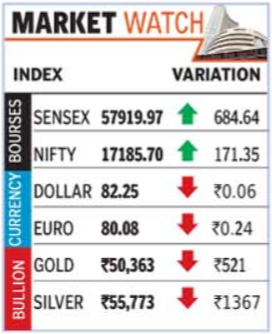 MARKET WATCH
INDEX VARIATION
BOURSES
SENSEX 57919.97 684.64
NIFTY 17185.70 171.35
CURRENCY
DOLLAR 82.25 ₹0.06
EURO 80.08 ₹0.24
BULLION
GOLD ₹50,363 ₹521
SILVER ₹55,773 ₹1367